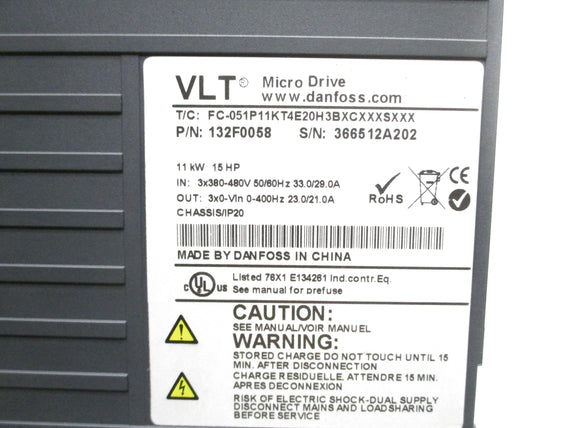 VLT® Micro Drive
www.danfoss.com
T/C: FC-051P11KT4E20H3BXCXXXSXXX
P/N: 132F0058 S/N: 366512A202
11 kW 15 HP
IN: 3x380-480V 50/60Hz 33.0/29.0A
OUT: 3x0-Vin 0-400Hz 23.0/21.0A
CHASSIS/IP20
RoHS
CE
MADE BY DANFOSS IN CHINA
c UL US Listed 76X1 E134261 Ind.contr.Eq.
See manual for prefuse
CAUTION:
SEE MANUAL/VOIR MANUEL
WARNING:
STORED CHARGE DO NOT TOUCH UNTIL 15
MIN. AFTER DISCONNECTION
CHARGE RESIDUELLE, ATTENDRE 15 MIN.
APRES DECONNEXION
RISK OF ELECTRIC SHOCK-DUAL SUPPLY
DISCONNECT MAINS AND LOADSHARING
BEFORE SERVICE